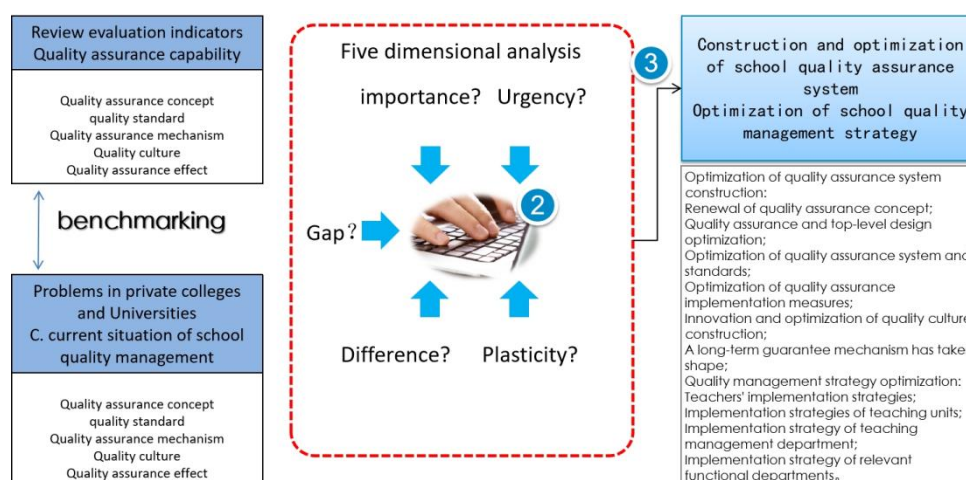 Review evaluation indicators
Quality assurance capability
Quality assurance concept
quality standard
Quality assurance mechanism
Quality culture
Quality assurance effect
benchmarking
Problems in private colleges
and Universities
C. current situation of school
quality management
Quality assurance concept
quality standard
Quality assurance mechanism
Quality culture
Quality assurance effect
Five dimensional analysis
importance? Urgency?
2
Gap?
Difference? Plasticity?
3
Construction and optimization
of school quality assurance
system
Optimization of school quality
management strategy
Optimization of quality assurance system
construction:
Renewal of quality assurance concept;
Quality assurance and top-level design
optimization;
Optimization of quality assurance system and
standards;
Optimization of quality assurance
implementation measures;
Innovation and optimization of quality culture
construction;
A long-term guarantee mechanism has take
shape;
Quality management strategy optimization:
Teachers' implementation strategies;
Implementation strategies of teaching units;
Implementation strategy of teaching
management department;
Implementation strategy of relevant
functional departments。